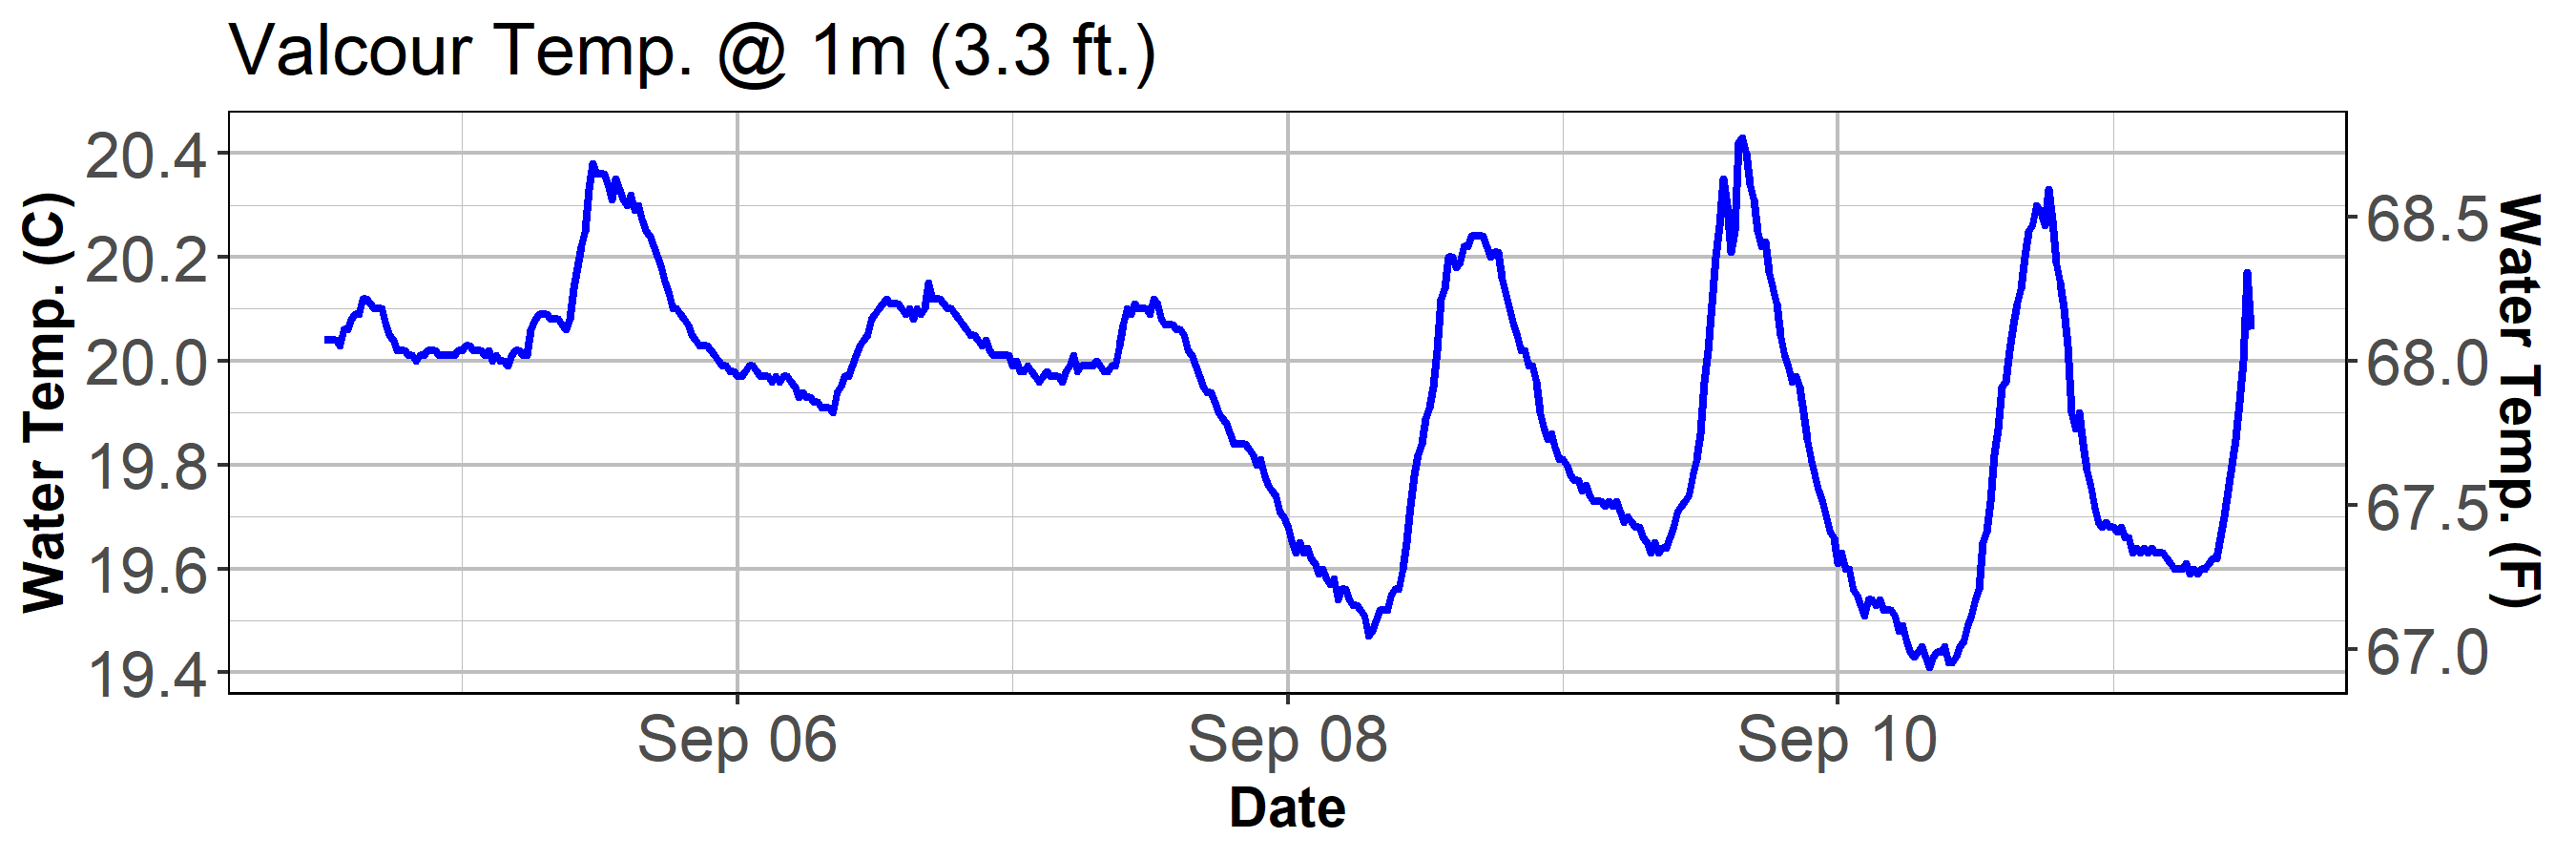 Valcour Temp. @ 1m (3.3 ft.)
Water Temp. (C)
20.4
20.2
20.0
19.8
19.6
19.4
68.5
68.0
67.5
67.0
Water Temp. (F)
Sep 06 Sep 08 Sep 10
Date